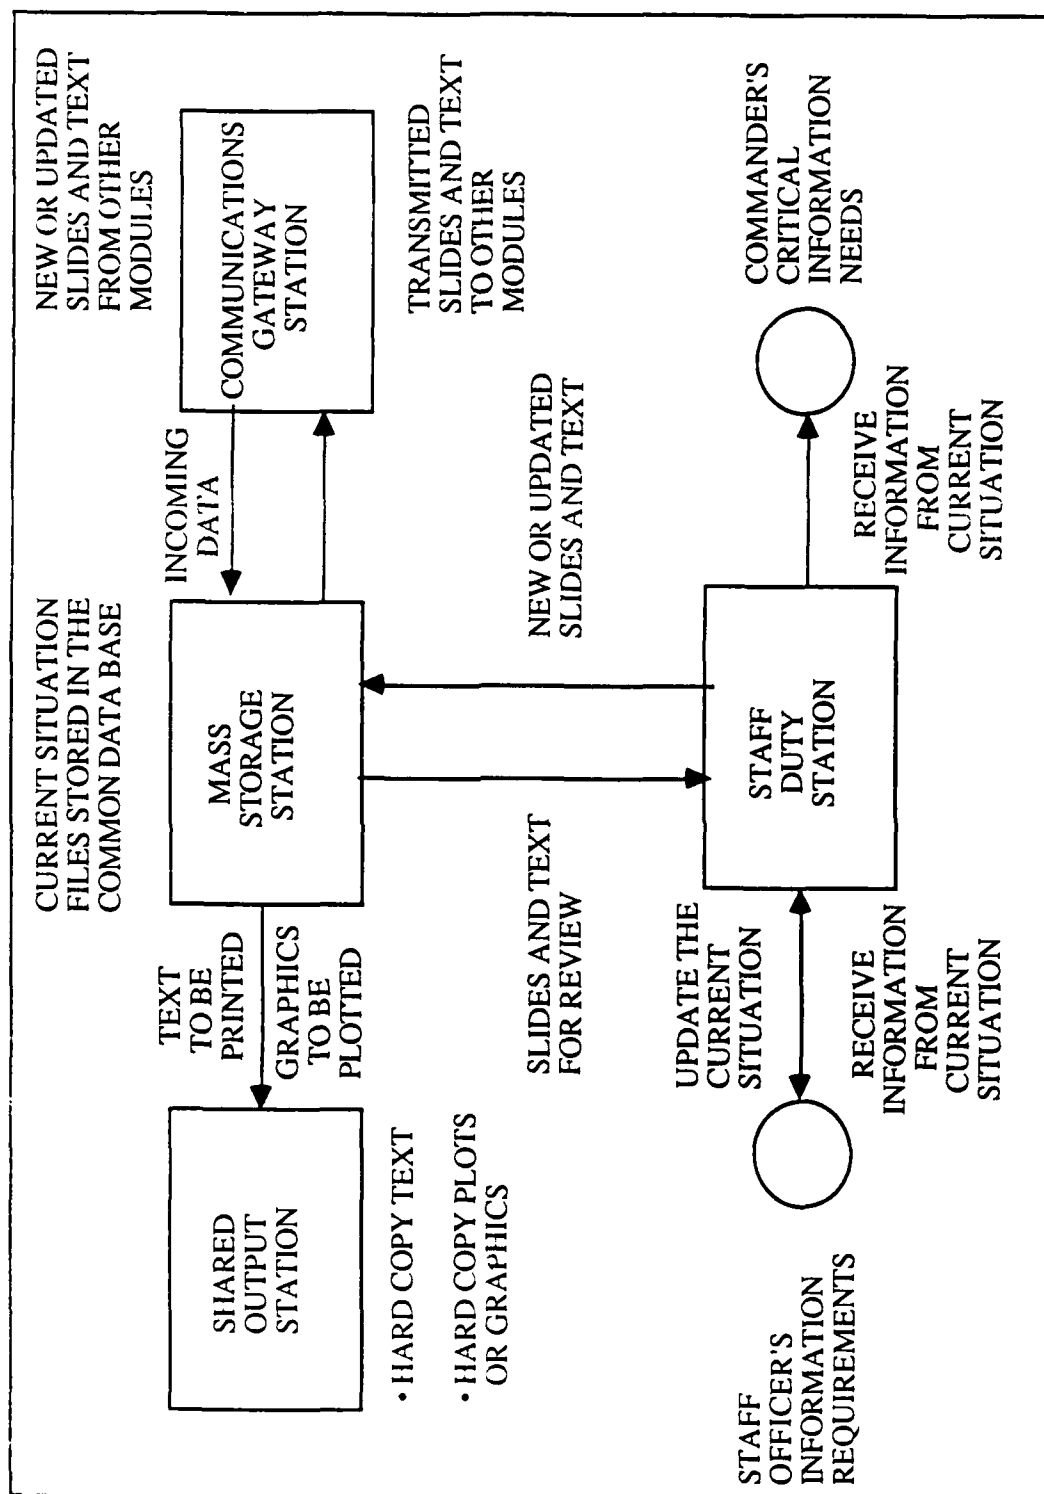 CURRENT SITUATION
FILES STORED IN THE
COMMON DATA BASE
NEW OR UPDATED
SLIDES AND TEXT
FROM OTHER
MODULES
SHARED
OUTPUT
STATION
TEXT
TO BE
PRINTED
GRAPHICS
TO BE
PLOTTED
MASS
STORAGE
STATION
INCOMING
DATA
COMMUNICATIONS
GATEWAY
STATION
• HARD COPY TEXT
• HARD COPY PLOTS
OR GRAPHICS
TRANSMITTED
SLIDES AND TEXT
TO OTHER
MODULES
SLIDES AND TEXT
FOR REVIEW
NEW OR UPDATED
SLIDES AND TEXT
STAFF
OFFICER'S
INFORMATION
REQUIREMENTS
UPDATE THE
CURRENT
SITUATION
RECEIVE
INFORMATION
FROM
CURRENT
SITUATION
STAFF
DUTY
STATION
RECEIVE
INFORMATION
FROM
CURRENT
SITUATION
COMMANDER'S
CRITICAL
INFORMATION
NEEDS